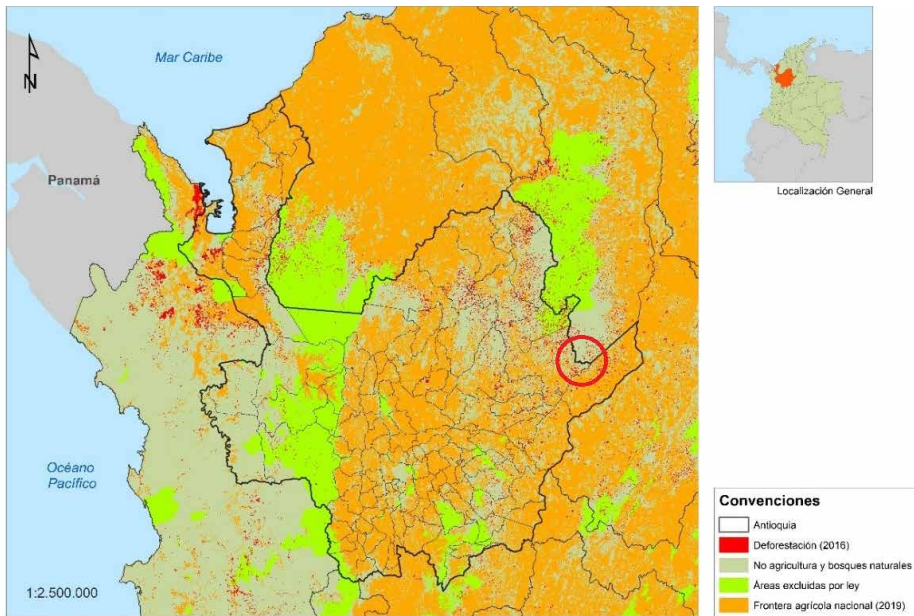 N
Mar Caribe
Panamá
Océano
Pacífico
1:2.500.000
Localización General
Convenciones
Antioquia
Deforestación (2016)
No agricultura y bosques naturales
Áreas excluidas por ley
Frontera agrícola nacional (2019)